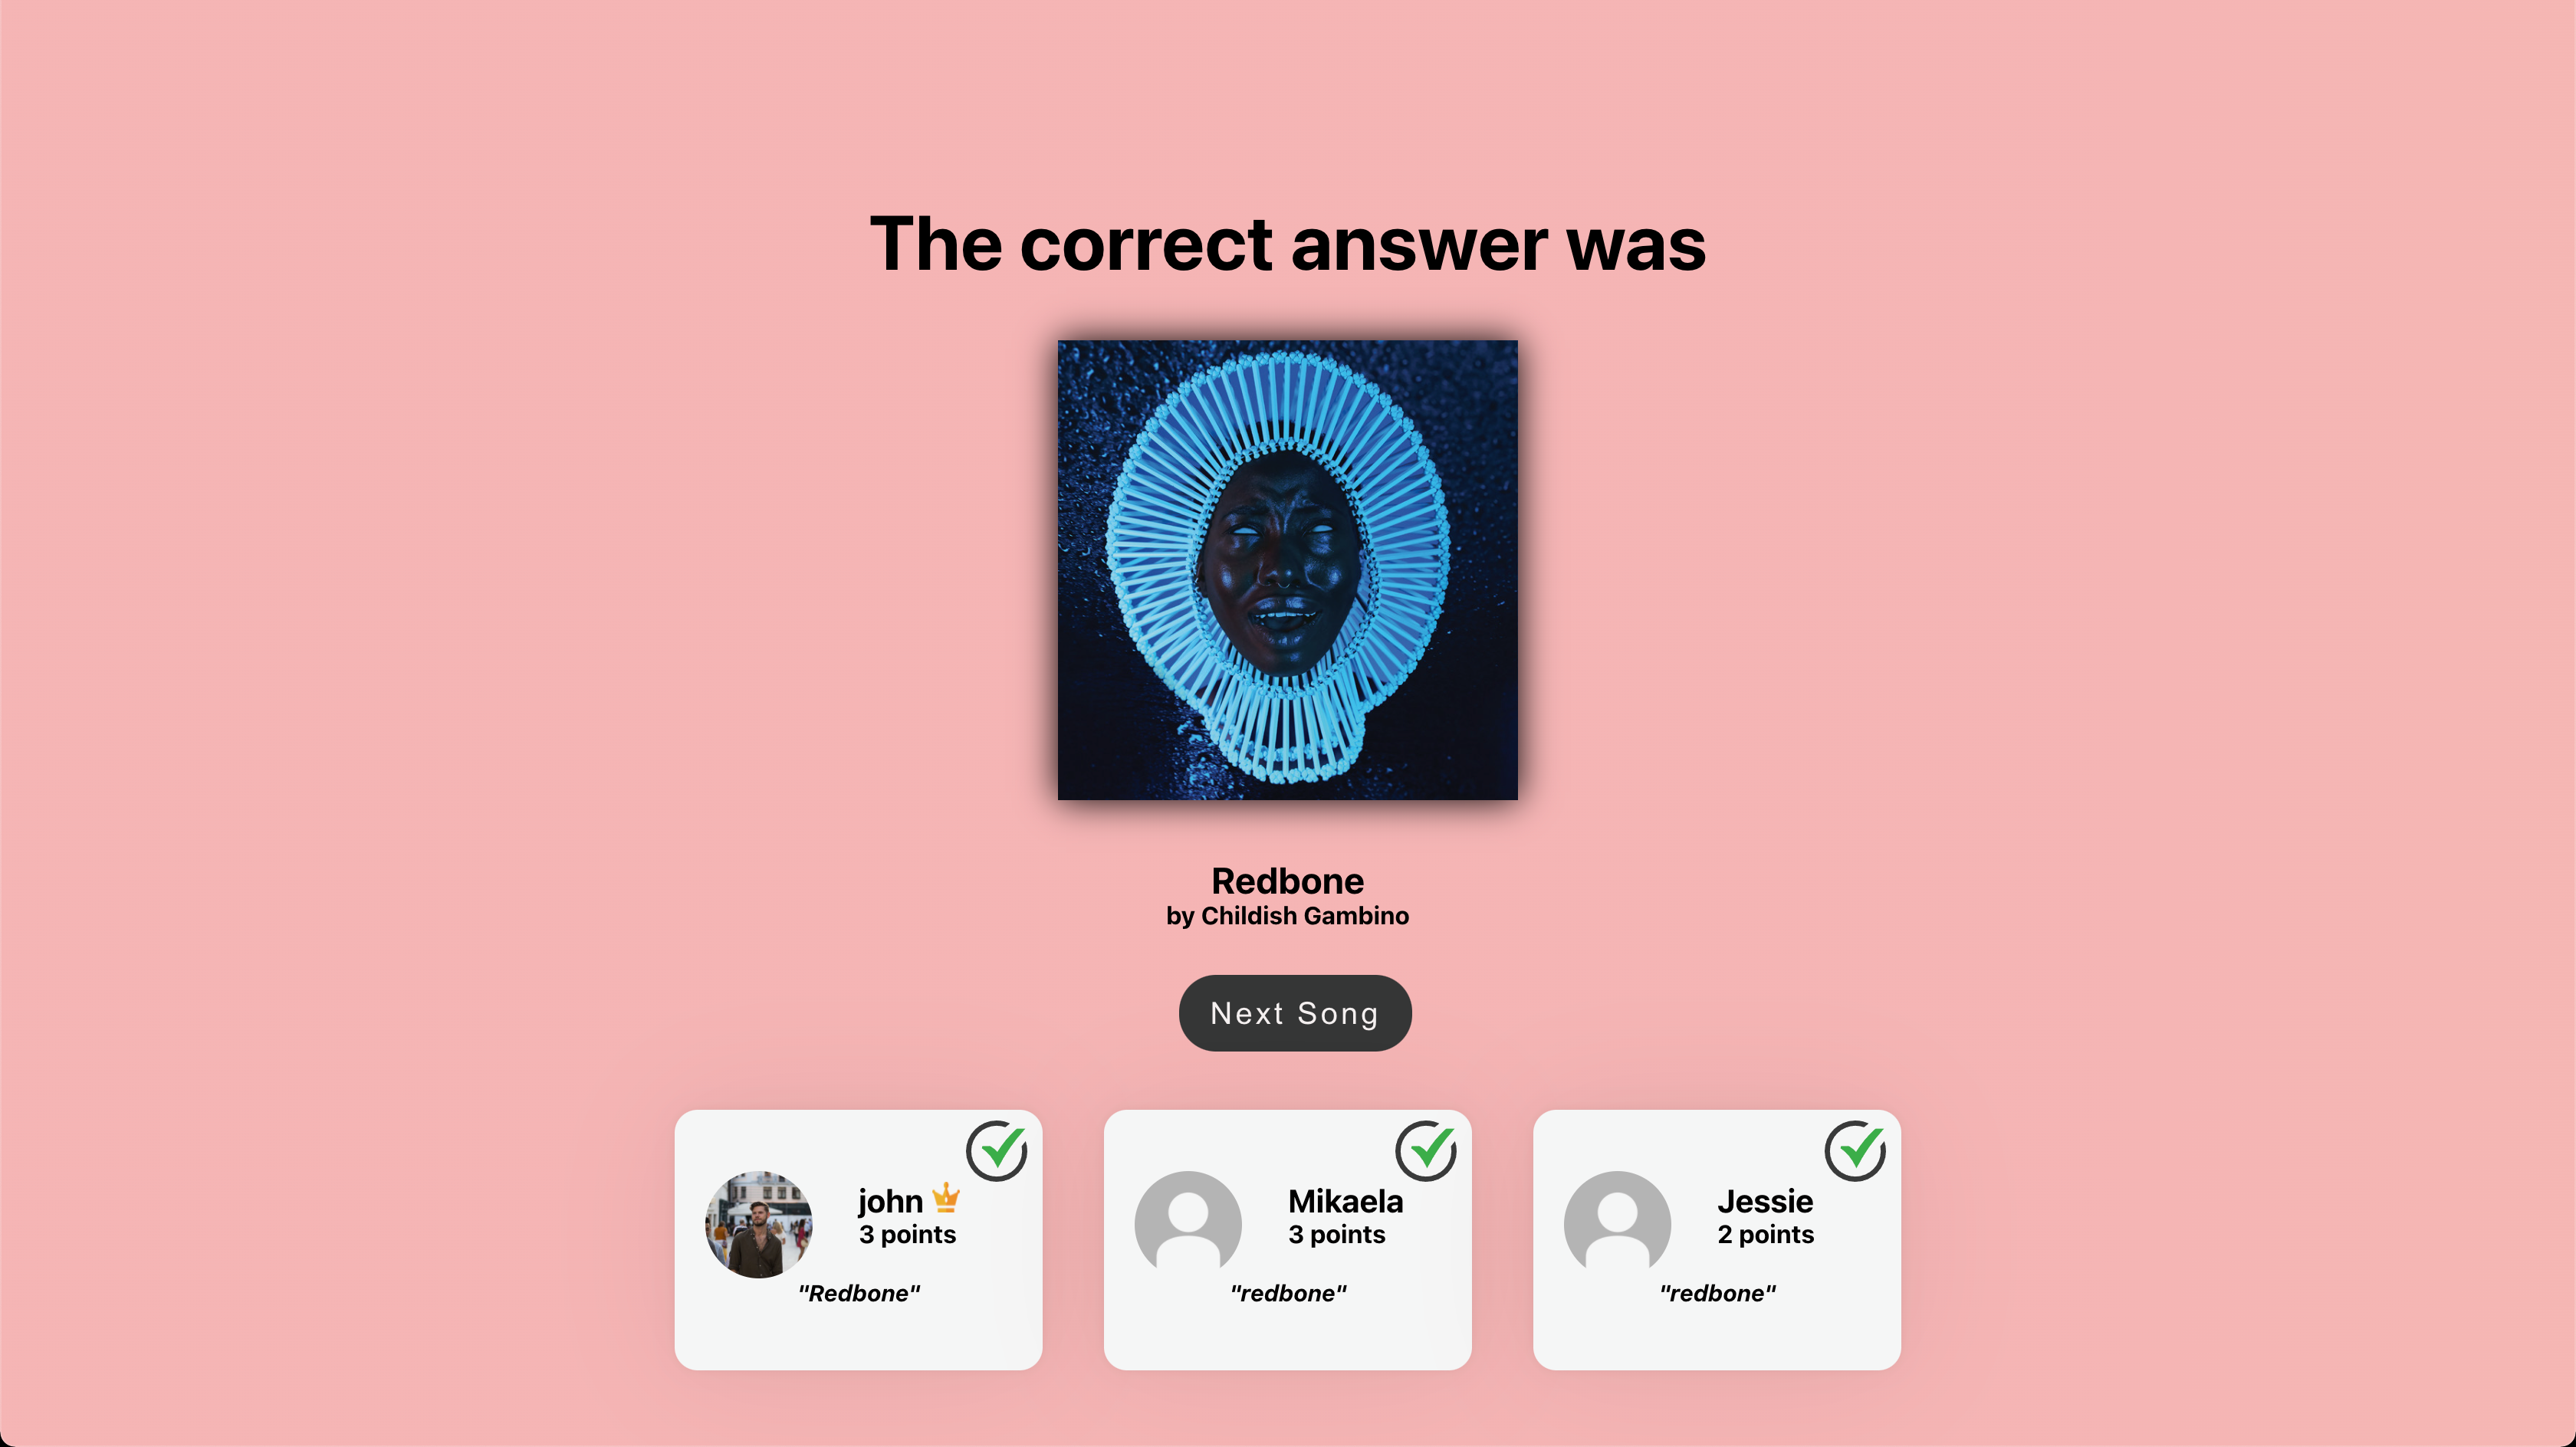 The correct answer was
Redbone
by Childish Gambino
Next Song
john
3 points
"Redbone"
Mikaela
3 points
"redbone"
Jessie
2 points
"redbone"